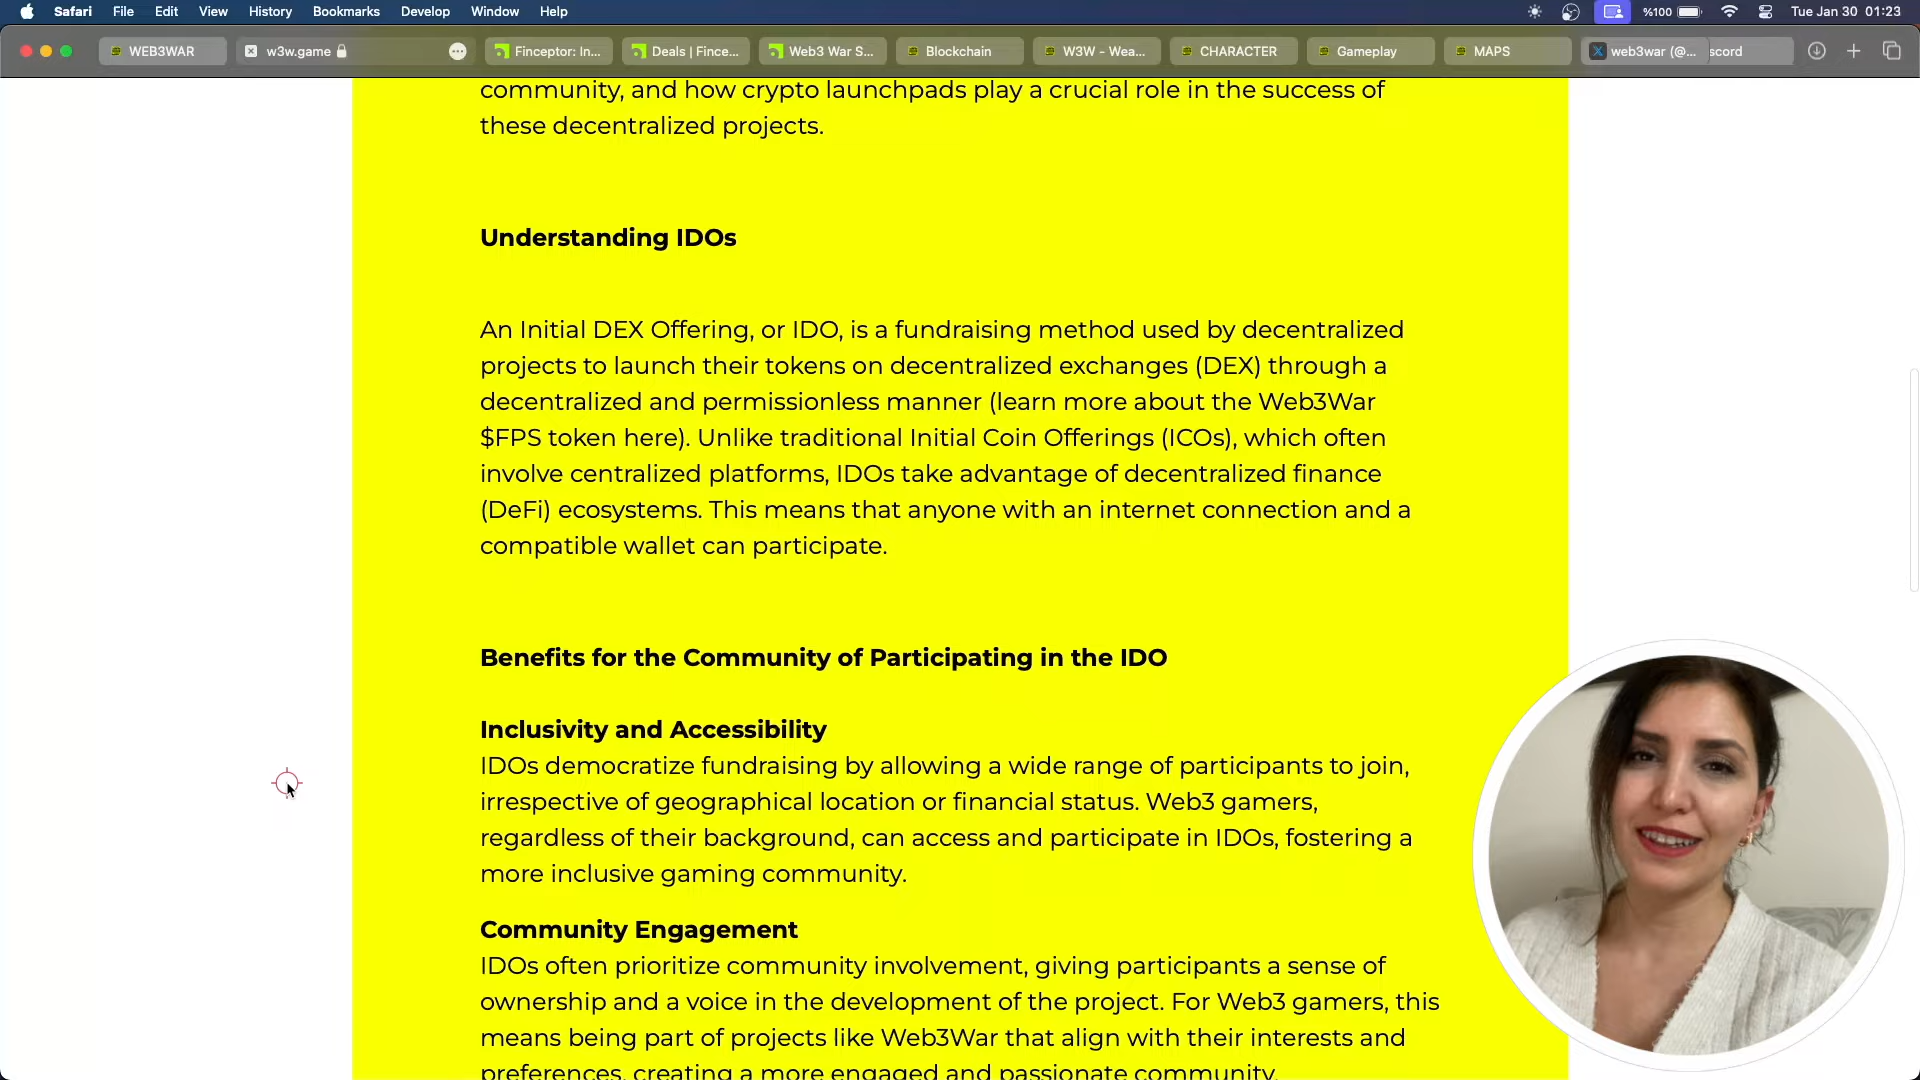 Safari File Edit View History Bookmarks Develop Window Help %100 Tue Jan 30 01:23
WEB3WAR w3w.game Finceptor: In... Deals | Fince... Web3 War S... Blockchain W3W - Wea... CHARACTER Gameplay MAPS web3war (@... scord
community, and how crypto launchpads play a crucial role in the success of
these decentralized projects.
Understanding IDOs
An Initial DEX Offering, or IDO, is a fundraising method used by decentralized
projects to launch their tokens on decentralized exchanges (DEX) through a
decentralized and permissionless manner (learn more about the Web3War
$FPS token here). Unlike traditional Initial Coin Offerings (ICOs), which often
involve centralized platforms, IDOs take advantage of decentralized finance
(DeFi) ecosystems. This means that anyone with an internet connection and a
compatible wallet can participate.
Benefits for the Community of Participating in the IDO
Inclusivity and Accessibility
IDOs democratize fundraising by allowing a wide range of participants to join,
irrespective of geographical location or financial status. Web3 gamers,
regardless of their background, can access and participate in IDOs, fostering a
more inclusive gaming community.
Community Engagement
IDOs often prioritize community involvement, giving participants a sense of
ownership and a voice in the development of the project. For Web3 gamers, this
means being part of projects like Web3War that align with their interests and
preferences, creating a more engaged and passionate community.